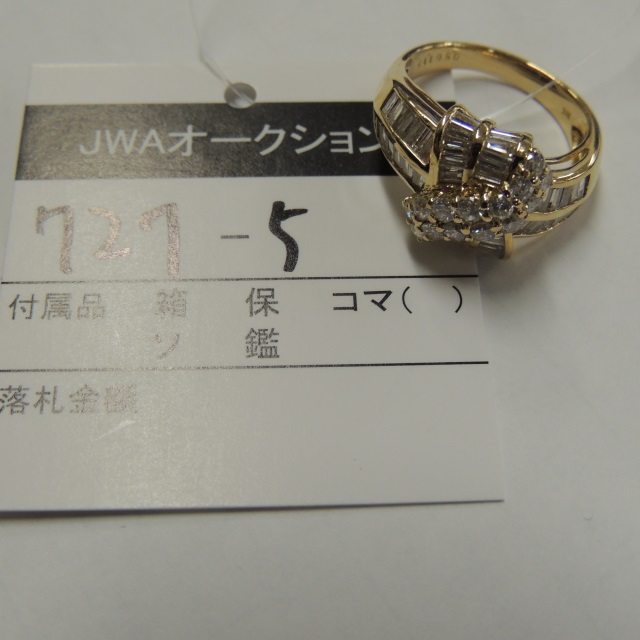 JWAオークション
727-5
付属品 箱 保 コマ( )
ソ 鑑
落札金額